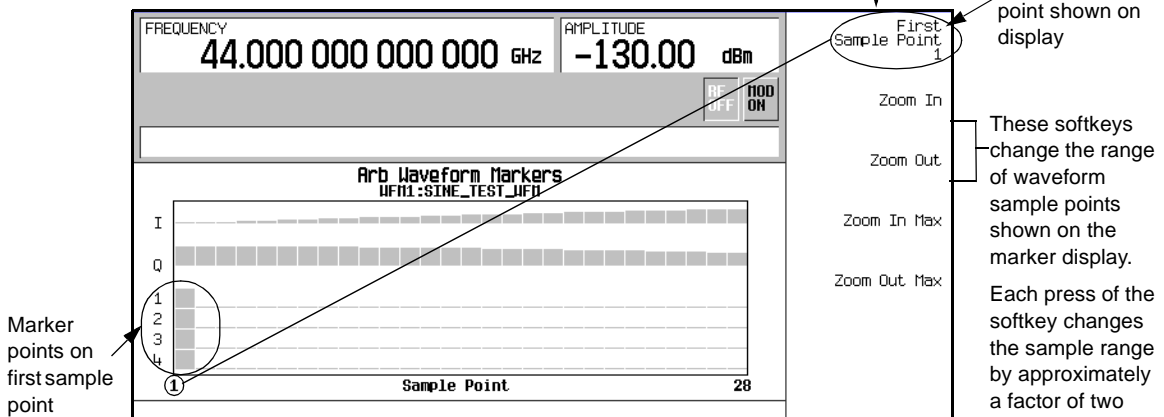 point shown on
display
FREQUENCY
44.000 000 000 000 GHz
AMPLITUDE
-130.00 dBm
RF
OFF
MOD
ON
First
Sample Point
1
Zoom In
Zoom Out
Zoom In Max
Zoom Out Max
Arb Waveform Markers
WFM1:SINE_TEST_WFM
I
Q
1
2
3
4
1
Sample Point
28
Marker
points on
first sample
point
These softkeys
change the range
of waveform
sample points
shown on the
marker display.
Each press of the
softkey changes
the sample range
by approximately
a factor of two